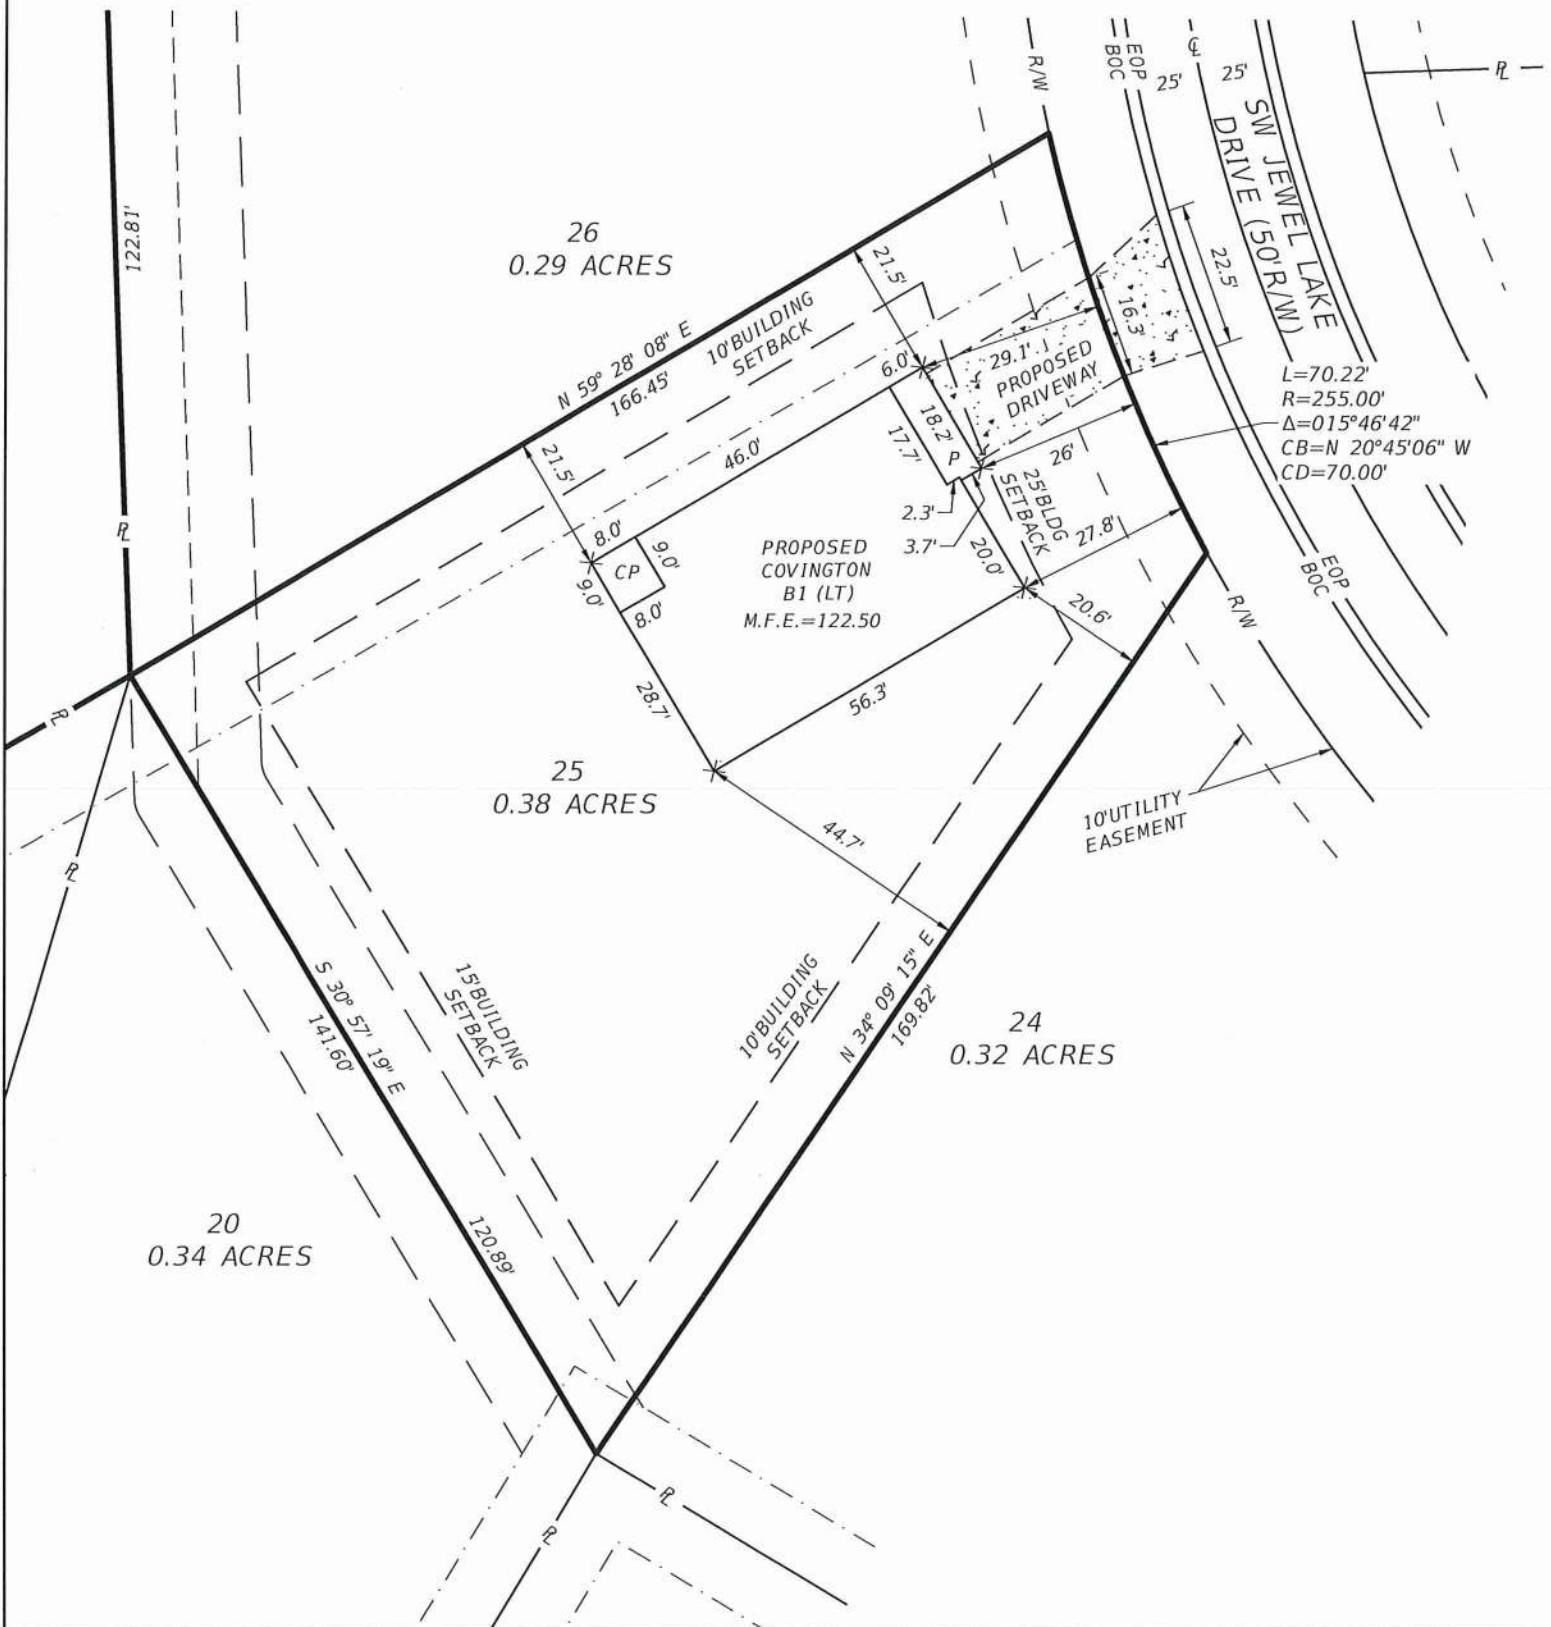 R/W
EOP
BOC
℄
25'
25'
SW JEWEL LAKE
DRIVE (50'R/W)
℄
122.81'
26
0.29 ACRES
N 59° 28' 08" E
166.45'
10'BUILDING
SETBACK
21.5'
22.5'
16.3'
6.0'
29.1'
PROPOSED
DRIVEWAY
L=70.22'
R=255.00'
Δ=015°46'42"
CB=N 20°45'06" W
CD=70.00'
18.2'
P
17.7'
26'
46.0'
21.5'
2.3'
3.7'
25'BLDG
SETBACK
27.8'
20.0'
8.0'
9.0'
CP
9.0'
8.0'
PROPOSED
COVINGTON
B1 (LT)
M.F.E.=122.50
20.6'
EOP
BOC
R/W
PL
PL
28.7'
56.3'
25
0.38 ACRES
44.7'
10'UTILITY
EASEMENT
PL
S 30° 57' 19" E
141.60'
15'BUILDING
SETBACK
10'BUILDING
SETBACK
N 34° 09' 15" E
169.82'
24
0.32 ACRES
20
0.34 ACRES
120.89'
PL
PL